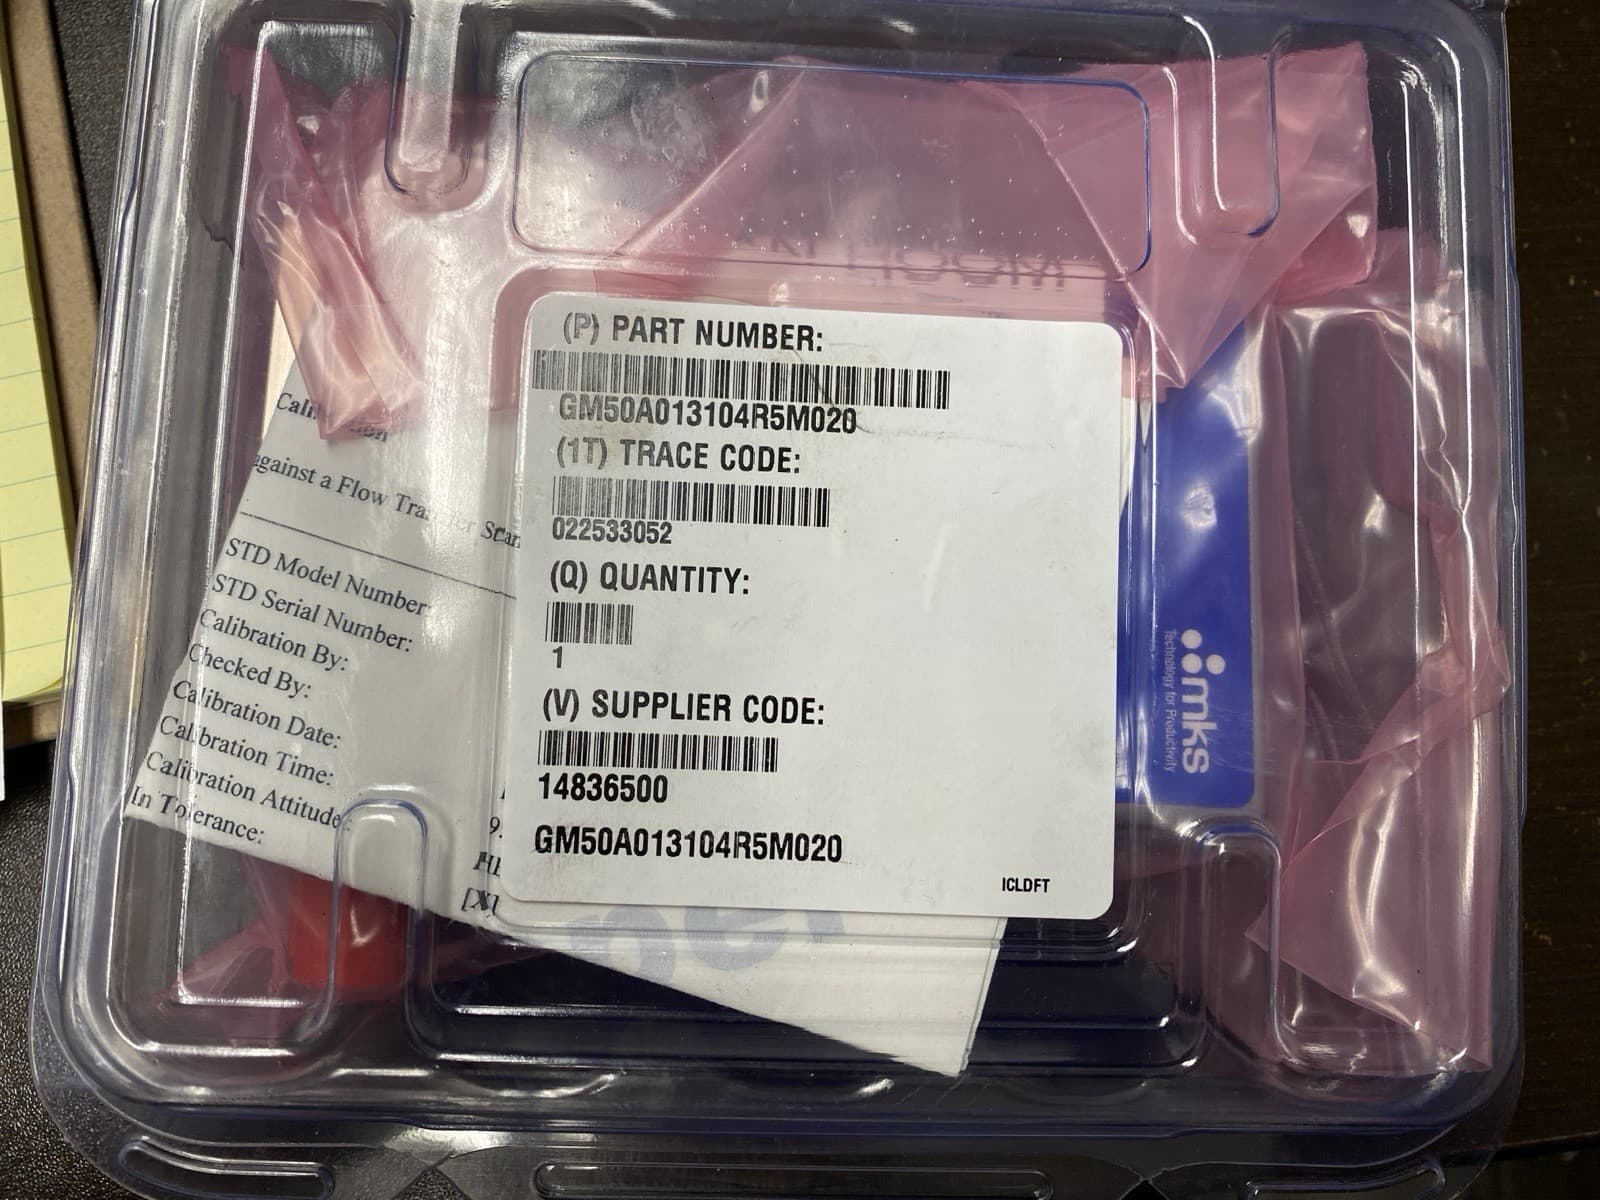 (P) PART NUMBER:
GM50A013104R5M020
(1T) TRACE CODE:
022533052
(Q) QUANTITY:
1
(V) SUPPLIER CODE:
14836500
GM50A013104R5M020
ICLDFT
against a Flow
STD Model Number:
STD Serial Number:
Calibration By:
Checked By:
Calibration Date:
Calibration Time:
Calibration Attitude:
In Tolerance:
mks
Technology for Productivity